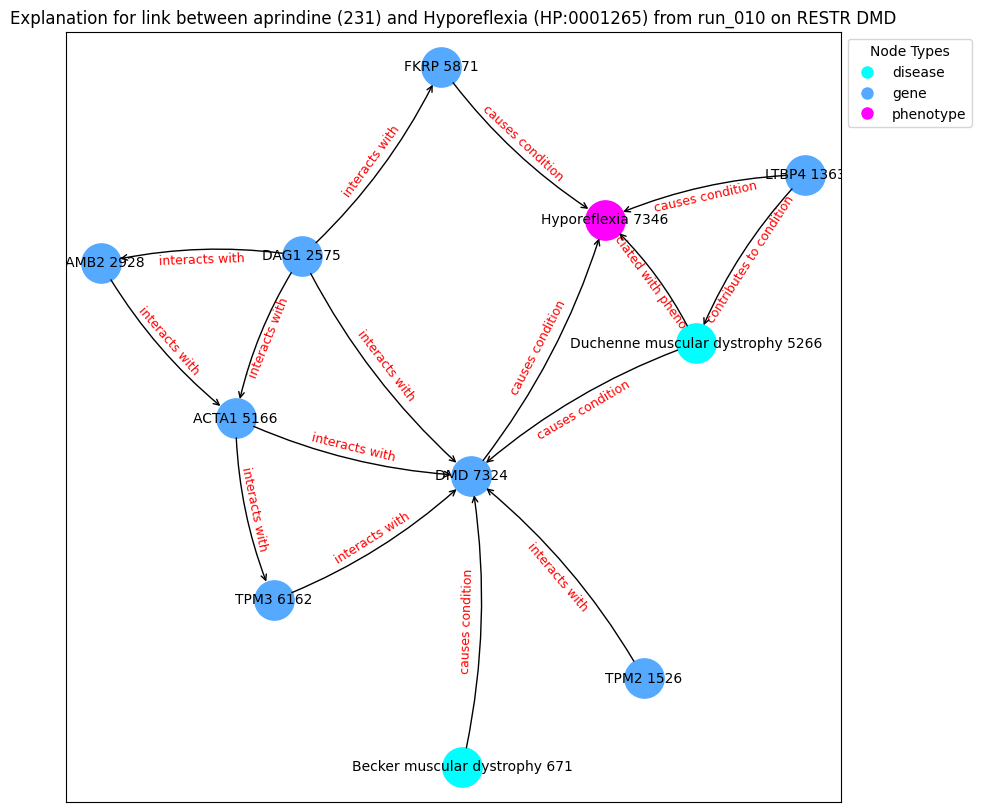 Explanation for link between aprindine (231) and Hyporeflexia (HP:0001265) from run_010 on RESTR DMD
Node Types
disease
gene
phenotype
FKRP 5871
causes condition
interacts with
LTBP4 1363
causes condition
Hyporeflexia 7346
contributes to condition
DAG1 2575
AMB2 2928
interacts with
ciated with pheno
interacts with
interacts with
interacts with
causes condition
Duchenne muscular dystrophy 5266
causes condition
ACTA1 5166
interacts with
DMD 7324
interacts with
interacts with
interacts with
causes condition
TPM3 6162
TPM2 1526
Becker muscular dystrophy 671